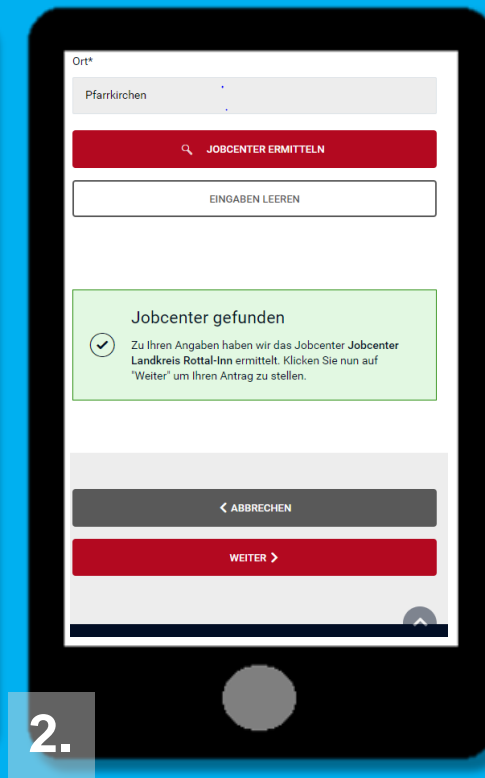 Ort*
Pfarrkirchen
JOBCENTER ERMITTELN
EINGABEN LEEREN
Jobcenter gefunden
Zu Ihren Angaben haben wir das Jobcenter Jobcenter
Landkreis Rottal-Inn ermittelt. Klicken Sie nun auf
"Weiter" um Ihren Antrag zu stellen.
ABBRECHEN
WEITER
2.